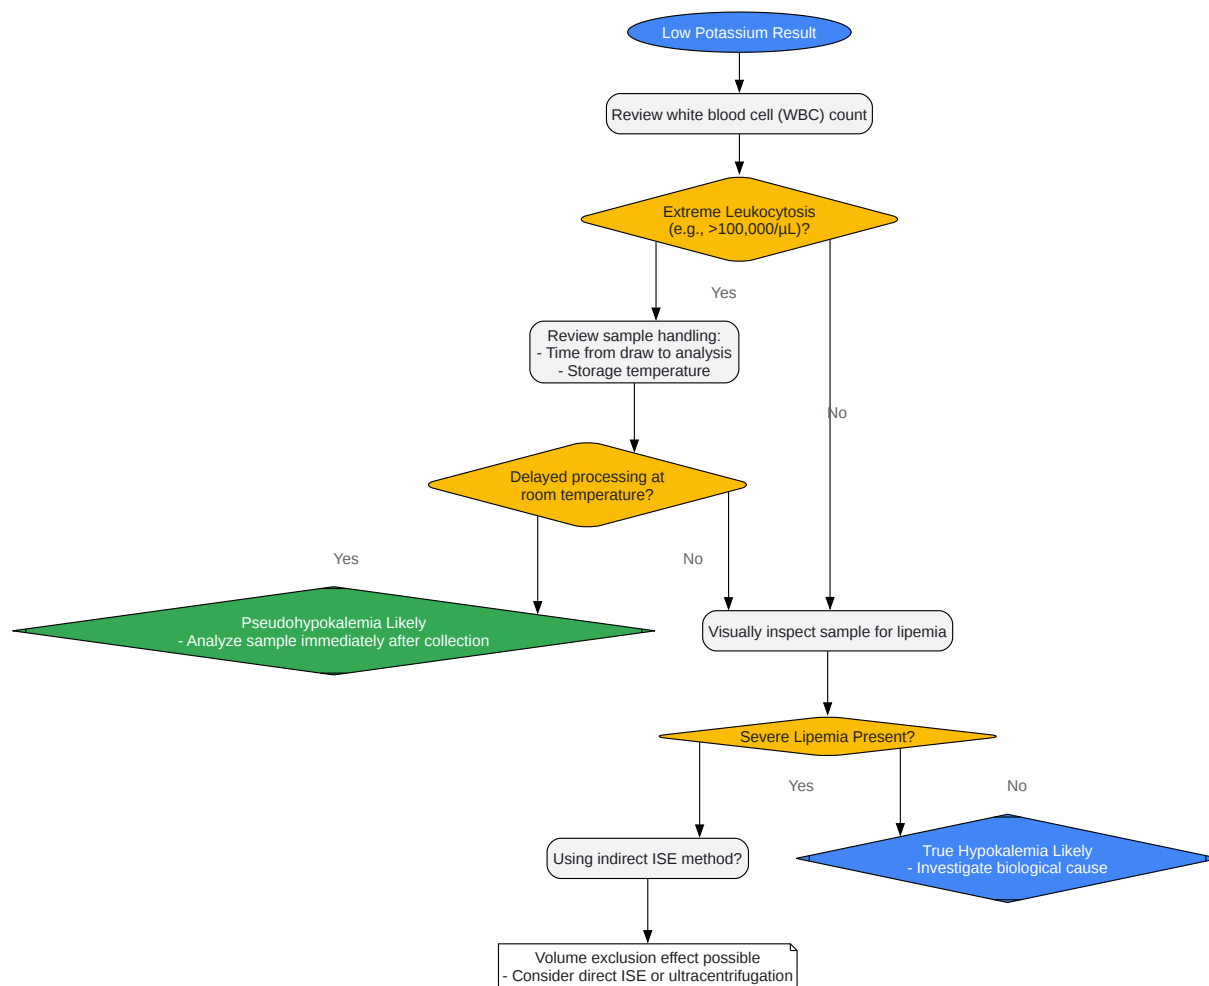 Low Potassium Result
Review white blood cell (WBC) count
Extreme Leukocytosis
(e.g., >100,000/µL)?
Yes
Review sample handling:
- Time from draw to analysis
- Storage temperature
No
Delayed processing at
room temperature?
Yes
No
Pseudohypokalemia Likely
- Analyze sample immediately after collection
Visually inspect sample for lipemia
Severe Lipemia Present?
Yes
No
Using indirect ISE method?
True Hypokalemia Likely
- Investigate biological cause
Volume exclusion effect possible
- Consider direct ISE or ultracentrifugation